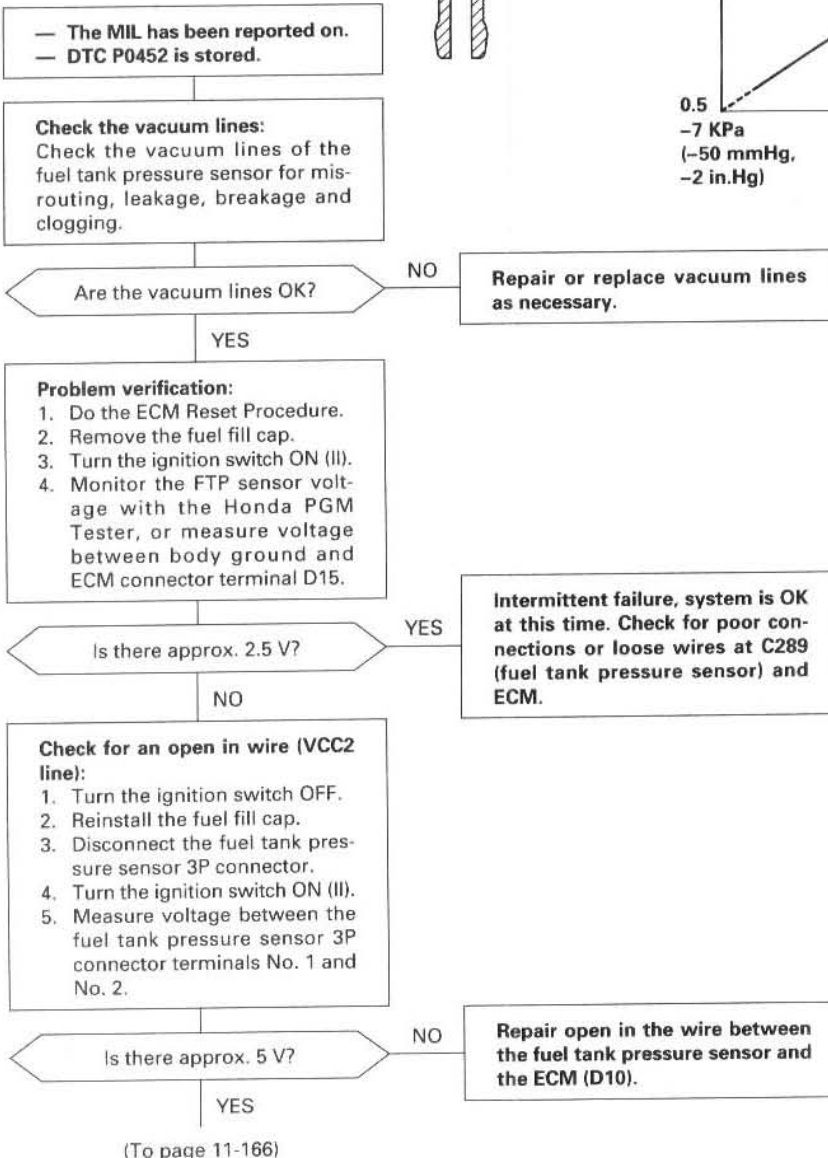 — The MIL has been reported on.
— DTC P0452 is stored.
0.5
–7 KPa
(–50 mmHg,
–2 in.Hg)
Check the vacuum lines:
Check the vacuum lines of the
fuel tank pressure sensor for mis-
routing, leakage, breakage and
clogging.
Are the vacuum lines OK?
NO
Repair or replace vacuum lines
as necessary.
YES
Problem verification:
1. Do the ECM Reset Procedure.
2. Remove the fuel fill cap.
3. Turn the ignition switch ON (II).
4. Monitor the FTP sensor volt-
age with the Honda PGM
Tester, or measure voltage
between body ground and
ECM connector terminal D15.
Is there approx. 2.5 V?
YES
Intermittent failure, system is OK
at this time. Check for poor con-
nections or loose wires at C289
(fuel tank pressure sensor) and
ECM.
NO
Check for an open in wire (VCC2
line):
1. Turn the ignition switch OFF.
2. Reinstall the fuel fill cap.
3. Disconnect the fuel tank pres-
sure sensor 3P connector.
4. Turn the ignition switch ON (II).
5. Measure voltage between the
fuel tank pressure sensor 3P
connector terminals No. 1 and
No. 2.
Is there approx. 5 V?
NO
Repair open in the wire between
the fuel tank pressure sensor and
the ECM (D10).
YES
(To page 11-166)